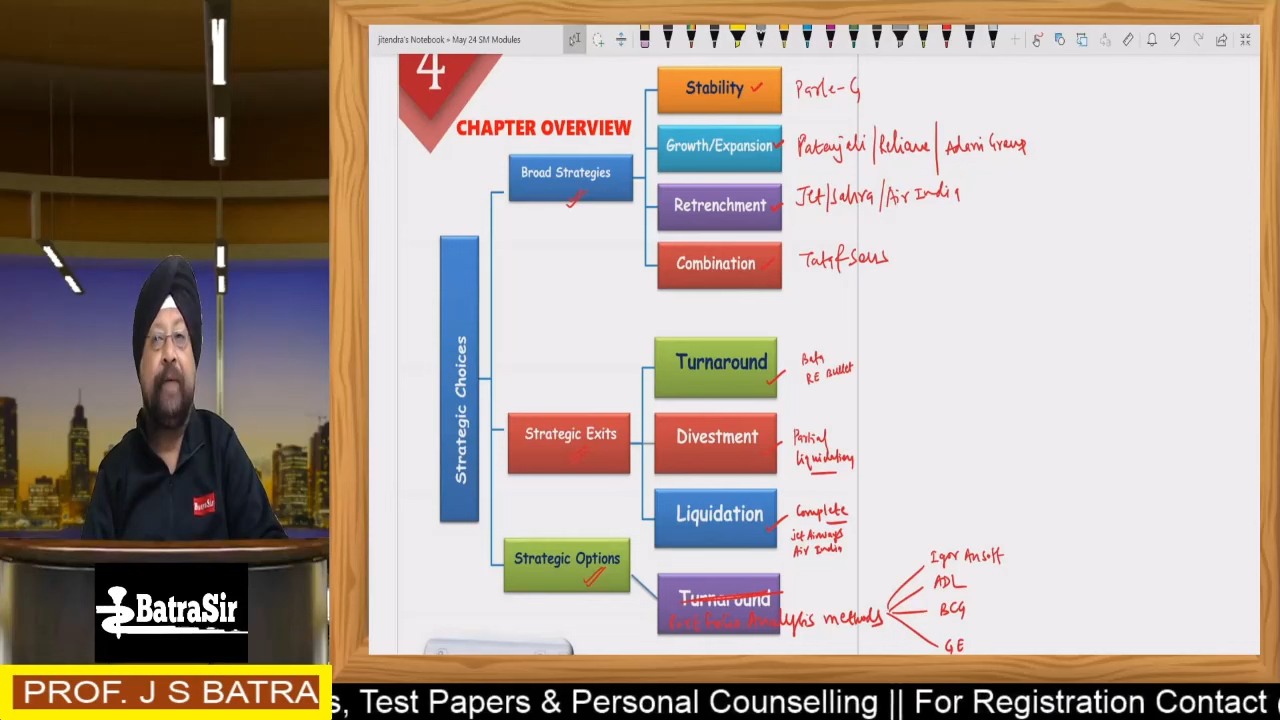 jitendra's Notebook » May 24 SM Modules
4
CHAPTER OVERVIEW
Strategic Choices
Broad Strategies
Stability
Parle-G
Growth/Expansion
Patanjali / Reliance / Adani Group
Retrenchment
Jet/Sahra/Air India
Combination
Strategic Exits
Turnaround
Bata
RE Bullet
Divestment
Partial
liquidation
Liquidation
Complete
Jet Airways
Air India
Strategic Options
Turnaround
Portfolio Analysis methods
Igor Ansoff
ADL
BCG
GE
BatraSir
BatraSir
PROF. J S BATRA
s, Test Papers & Personal Counselling || For Registration Contact